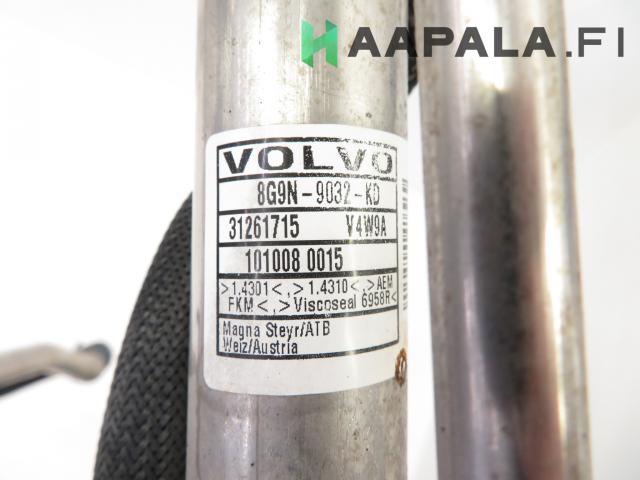 HAAPALA.FI
VOLVO
8G9N-9032-KD
31261715 V4W9A
101008 0015
>1.4301<,>1.4310<,>AEM
FKM<,>Viscoseal 6958R<
Magna Steyr/ATB
Weiz/Austria